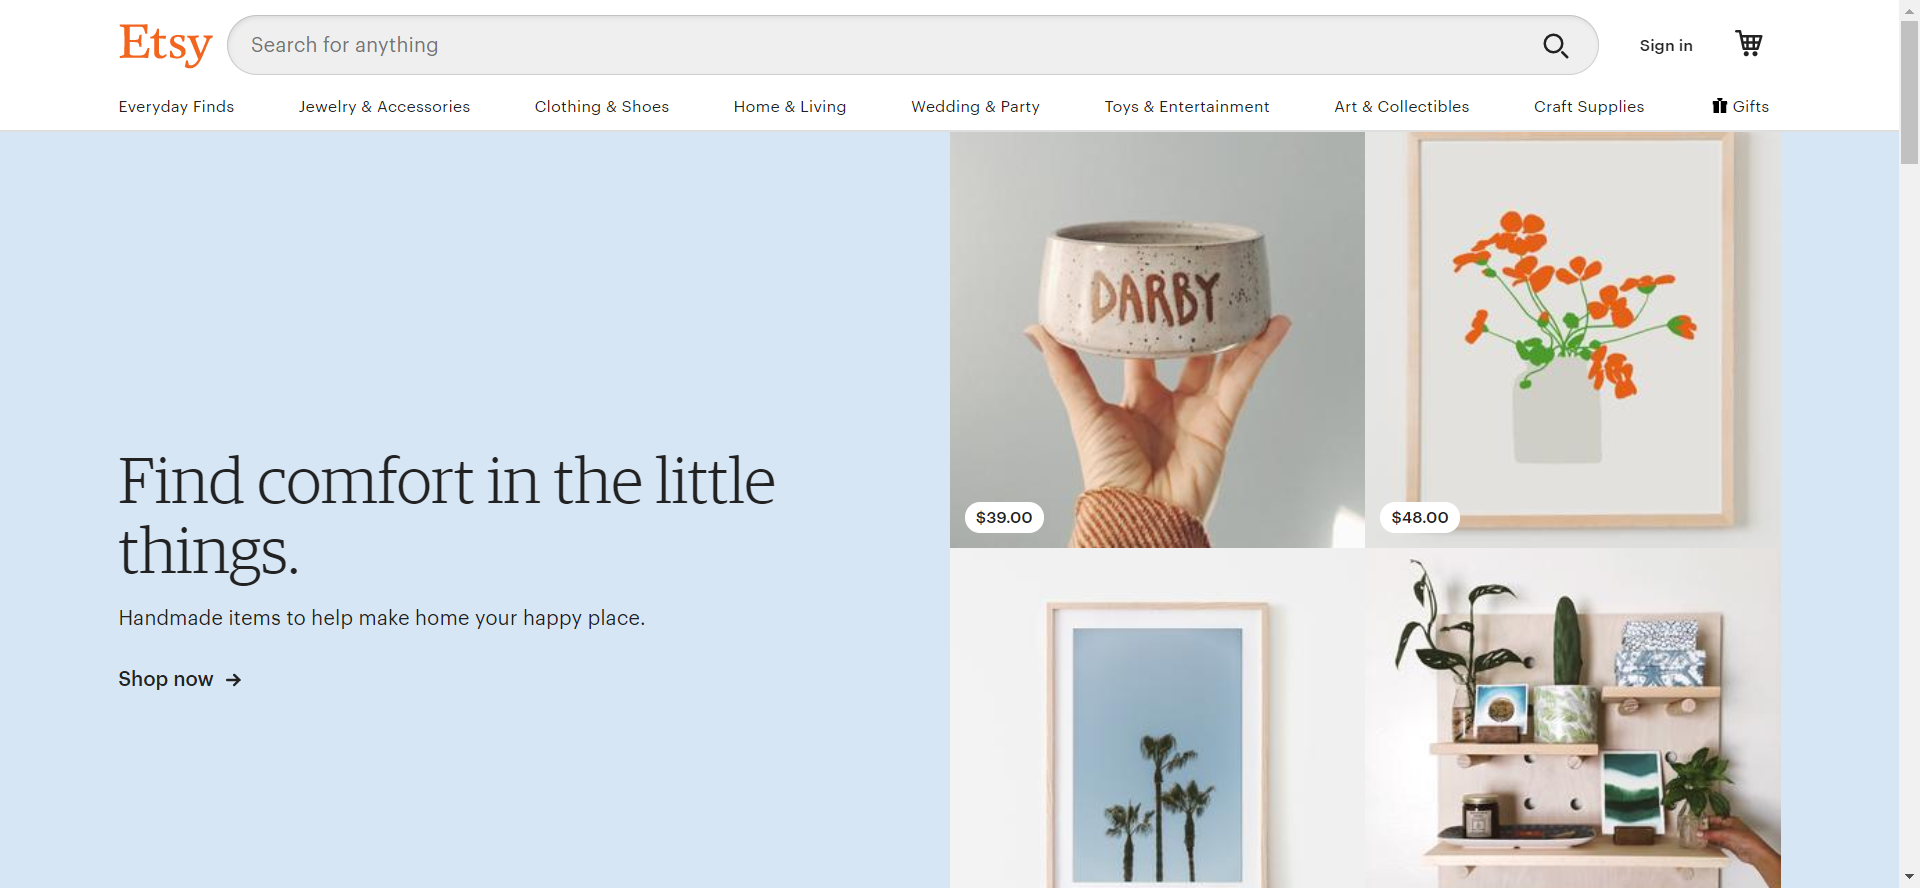 Etsy
Search for anything
Sign in
Everyday Finds
Jewelry & Accessories
Clothing & Shoes
Home & Living
Wedding & Party
Toys & Entertainment
Art & Collectibles
Craft Supplies
Gifts
Find comfort in the little
things.
Handmade items to help make home your happy place.
Shop now
DARBY
$39.00
$48.00